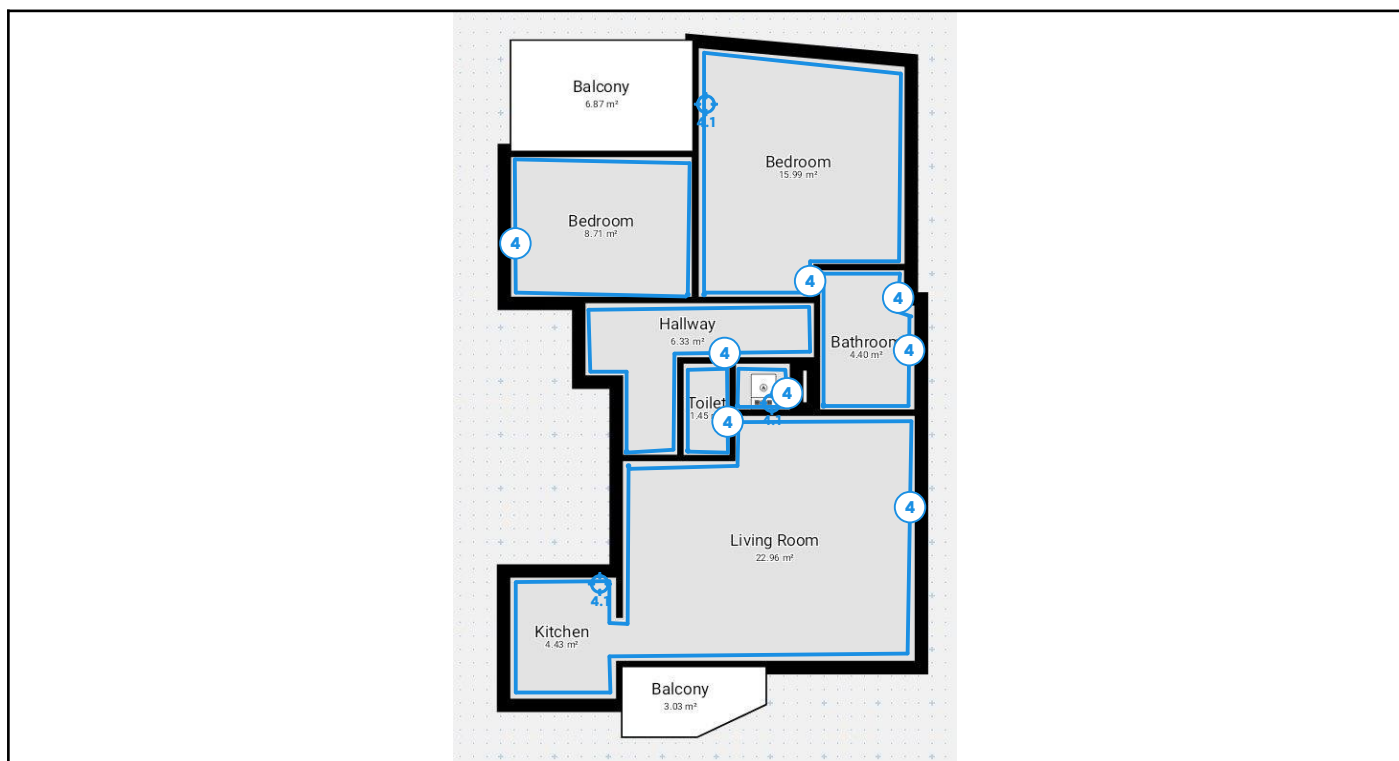 Balcony
6.87 m²
4.1
Bedroom
15.99 m²
Bedroom
8.71 m²
4
4
4
Hallway
6.33 m²
Bathroom
4.40 m²
4
4
4
Toilet
1.45
4
4.1
4
Living Room
22.96 m²
4.1
Kitchen
4.43 m²
Balcony
3.03 m²